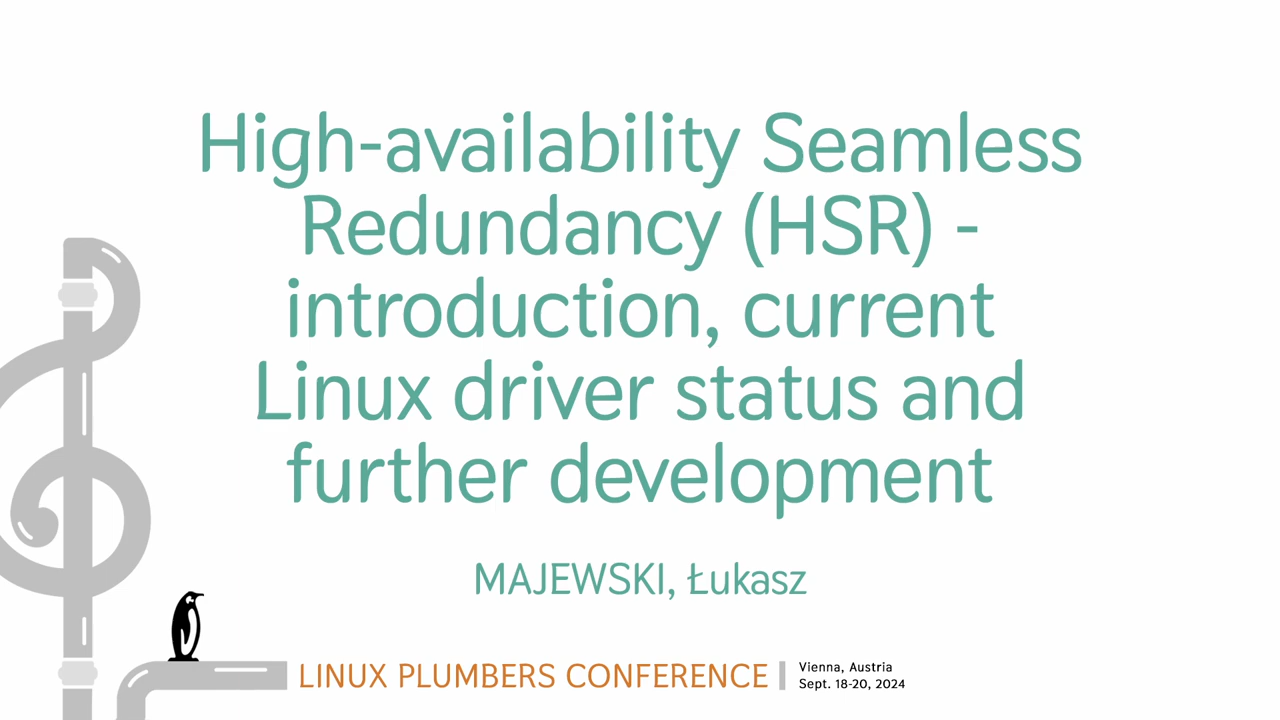 High-availability Seamless
Redundancy (HSR) -
introduction, current
Linux driver status and
further development
MAJEWSKI, Łukasz
LINUX PLUMBERS CONFERENCE
Vienna, Austria
Sept. 18-20, 2024